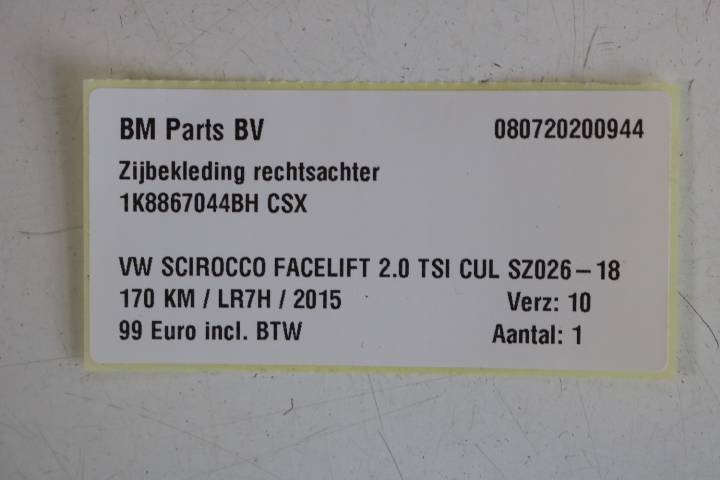 BM Parts BV 080720200944
Zijbekleding rechtsachter
1K8867044BH CSX
VW SCIROCCO FACELIFT 2.0 TSI CUL SZ026-18
170 KM / LR7H / 2015 Verz: 10
99 Euro incl. BTW Aantal: 1